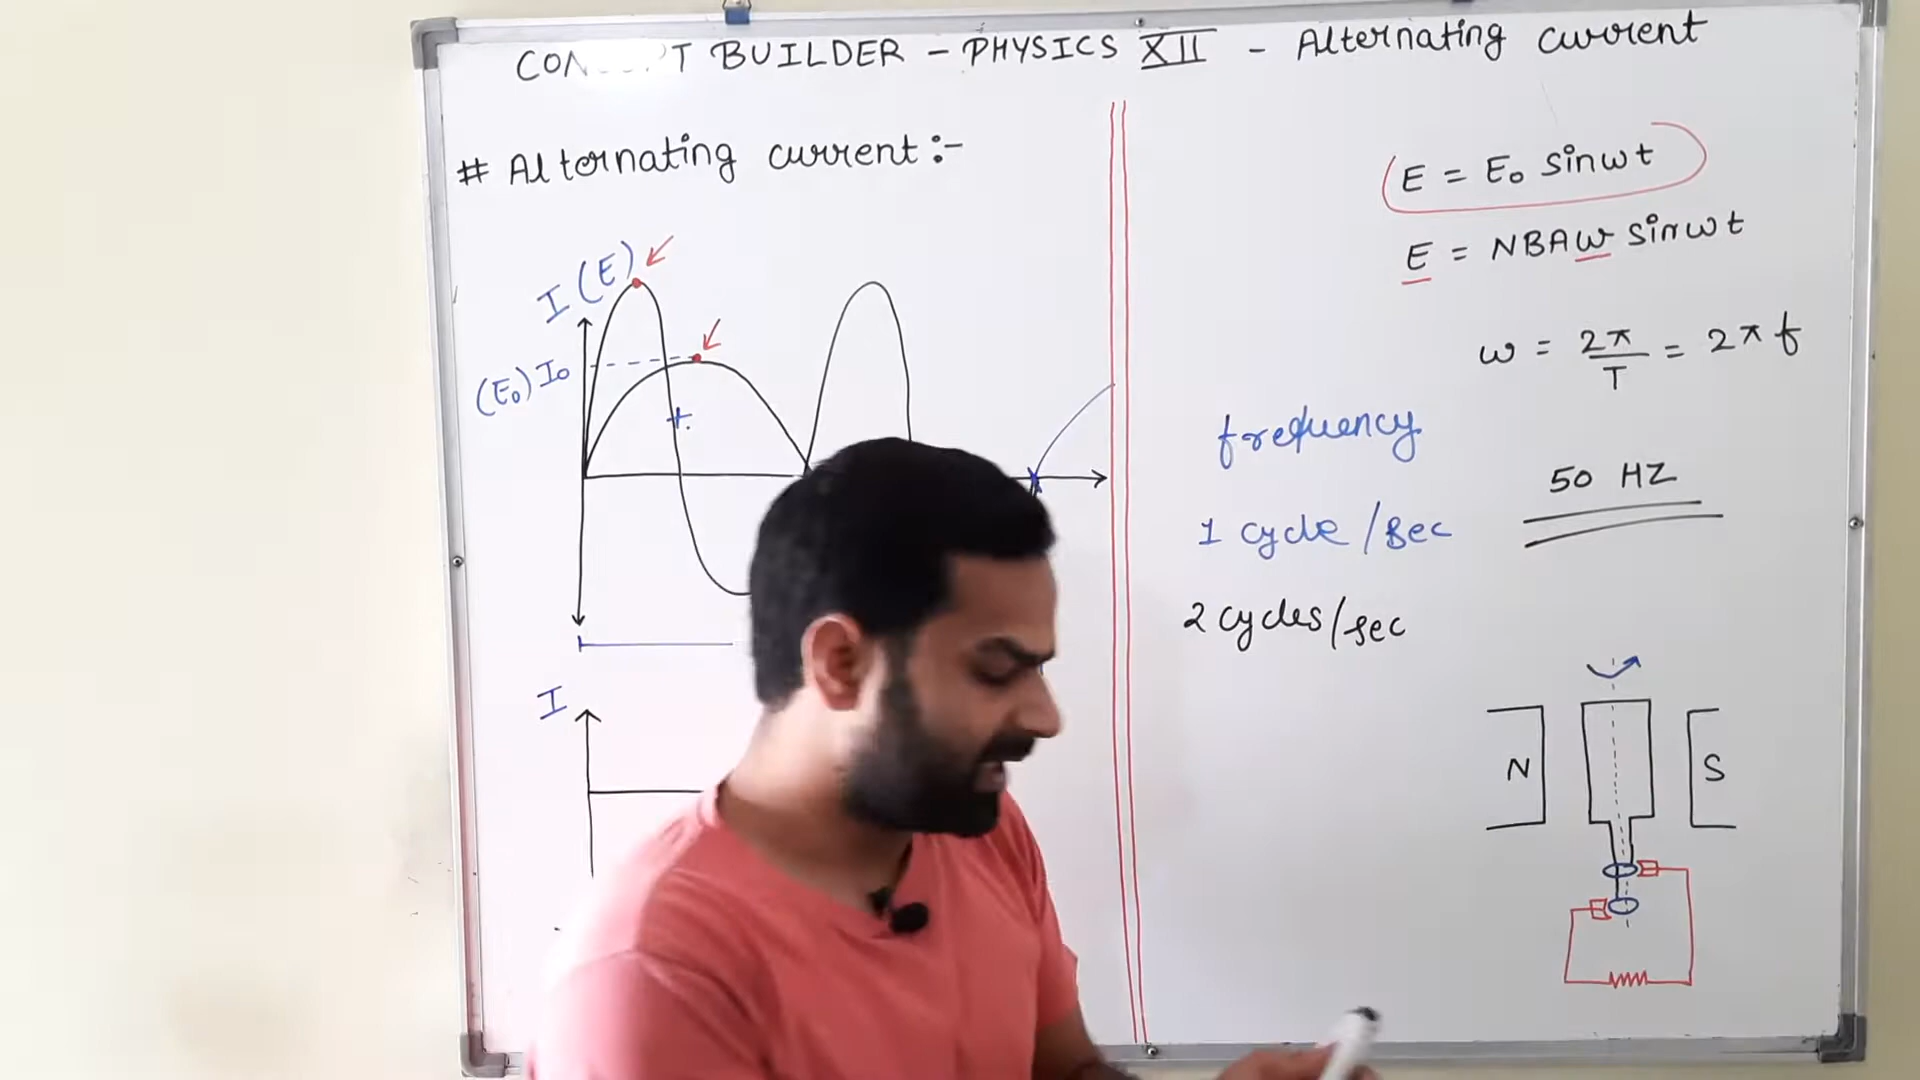 CON PT BUILDER - PHYSICS XII - Alternating current
# Alternating current :-
I (E)
(E₀) I₀
+
I
E = E₀ sinωt
E = NBAω sinωt
ω = 2π/T = 2πf
frequency
50 HZ
1 cycle/sec
2 cycles/sec
N
S